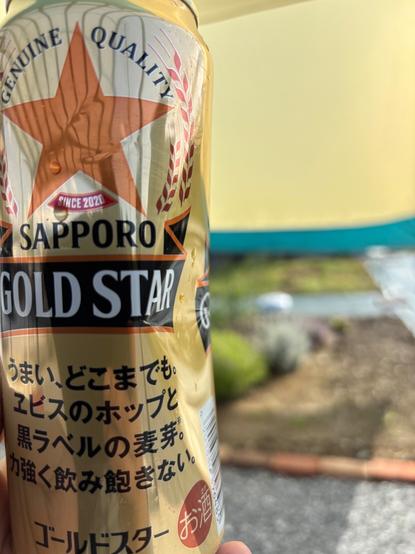 GENUINE QUALITY
SINCE 2020
SAPPORO
GOLD STAR
うまい、どこまでも。
ヱビスのホップと
黒ラベルの麦芽。
力強く飲み飽きない。
お酒
ゴールドスター